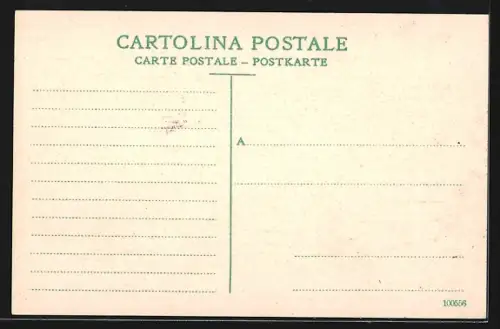 CARTOLINA POSTALE
CARTE POSTALE – POSTKARTE
A
100556